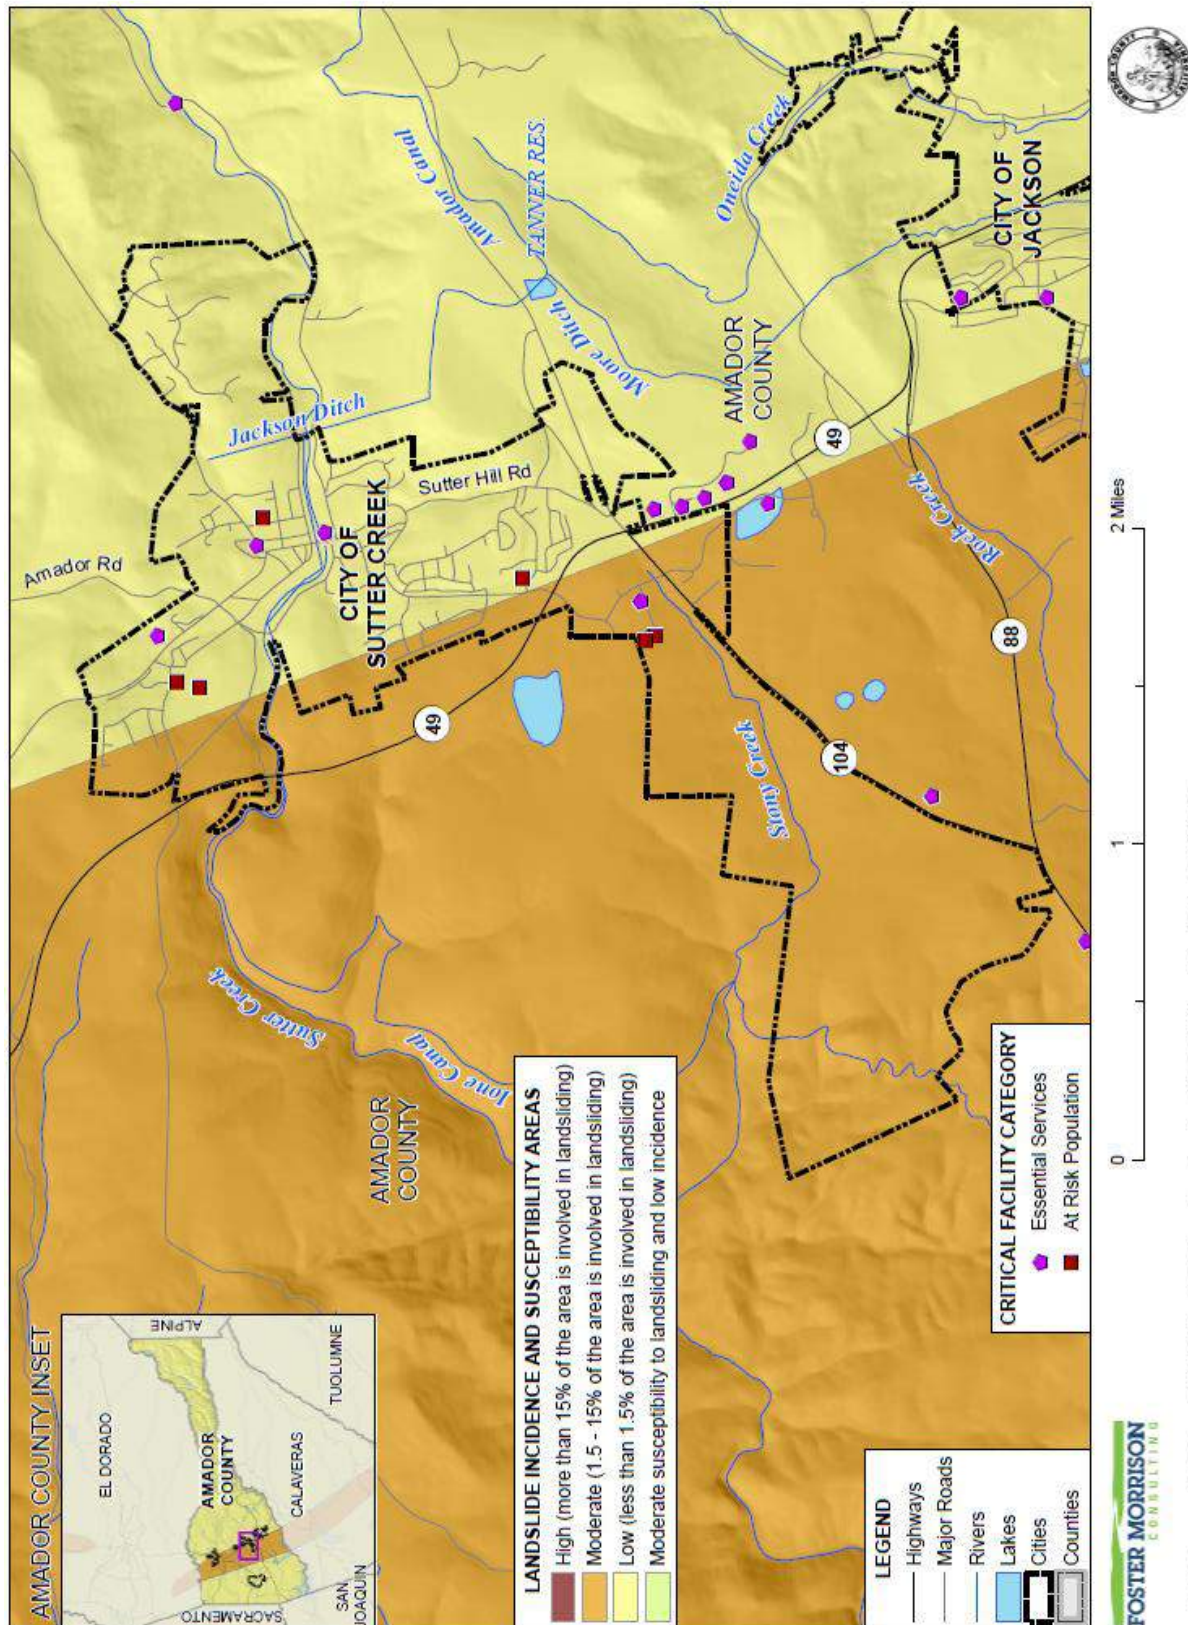 AMADOR COUNTY INSET
EL DORADO
ALPINE
AMADOR
COUNTY
SACRAMENTO
CALAVERAS
SAN
JOAQUIN
TUOLUMNE
Amador Rd
Jackson Ditch
CITY OF
SUTTER CREEK
Sutter Hill Rd
49
Sutter Creek
Ione Canal
AMADOR
COUNTY
Amador Canal
TANNER RES.
Moore Ditch
Oneida Creek
AMADOR
COUNTY
49
CITY OF
JACKSON
Stony Creek
104
Rock Creek
88
LANDSLIDE INCIDENCE AND SUSCEPTIBILITY AREAS
High (more than 15% of the area is involved in landsliding)
Moderate (1.5 - 15% of the area is involved in landsliding)
Low (less than 1.5% of the area is involved in landsliding)
Moderate susceptibility to landsliding and low incidence
LEGEND
Highways
Major Roads
Rivers
Lakes
Cities
Counties
CRITICAL FACILITY CATEGORY
Essential Services
At Risk Population
0 1 2 Miles
FOSTER MORRISON
CONSULTING
AMADOR COUNTY